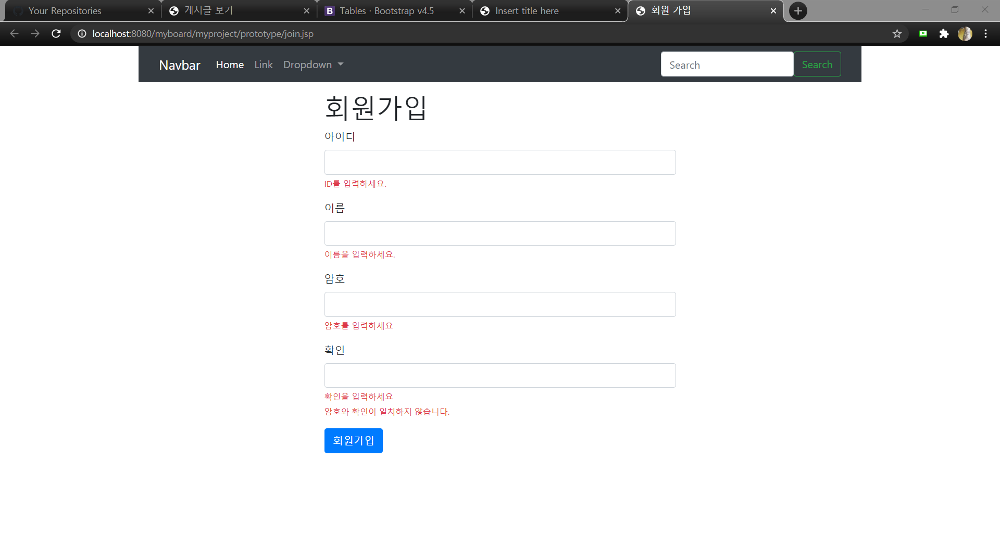 Your Repositories
게시글 보기
Tables · Bootstrap v4.5
Insert title here
회원 가입
localhost:8080/myboard/myproject/prototype/join.jsp
Navbar Home Link Dropdown Search Search
회원가입
아이디
ID를 입력하세요.
이름
이름을 입력하세요.
암호
암호를 입력하세요
확인
확인을 입력하세요
암호와 확인이 일치하지 않습니다.
회원가입